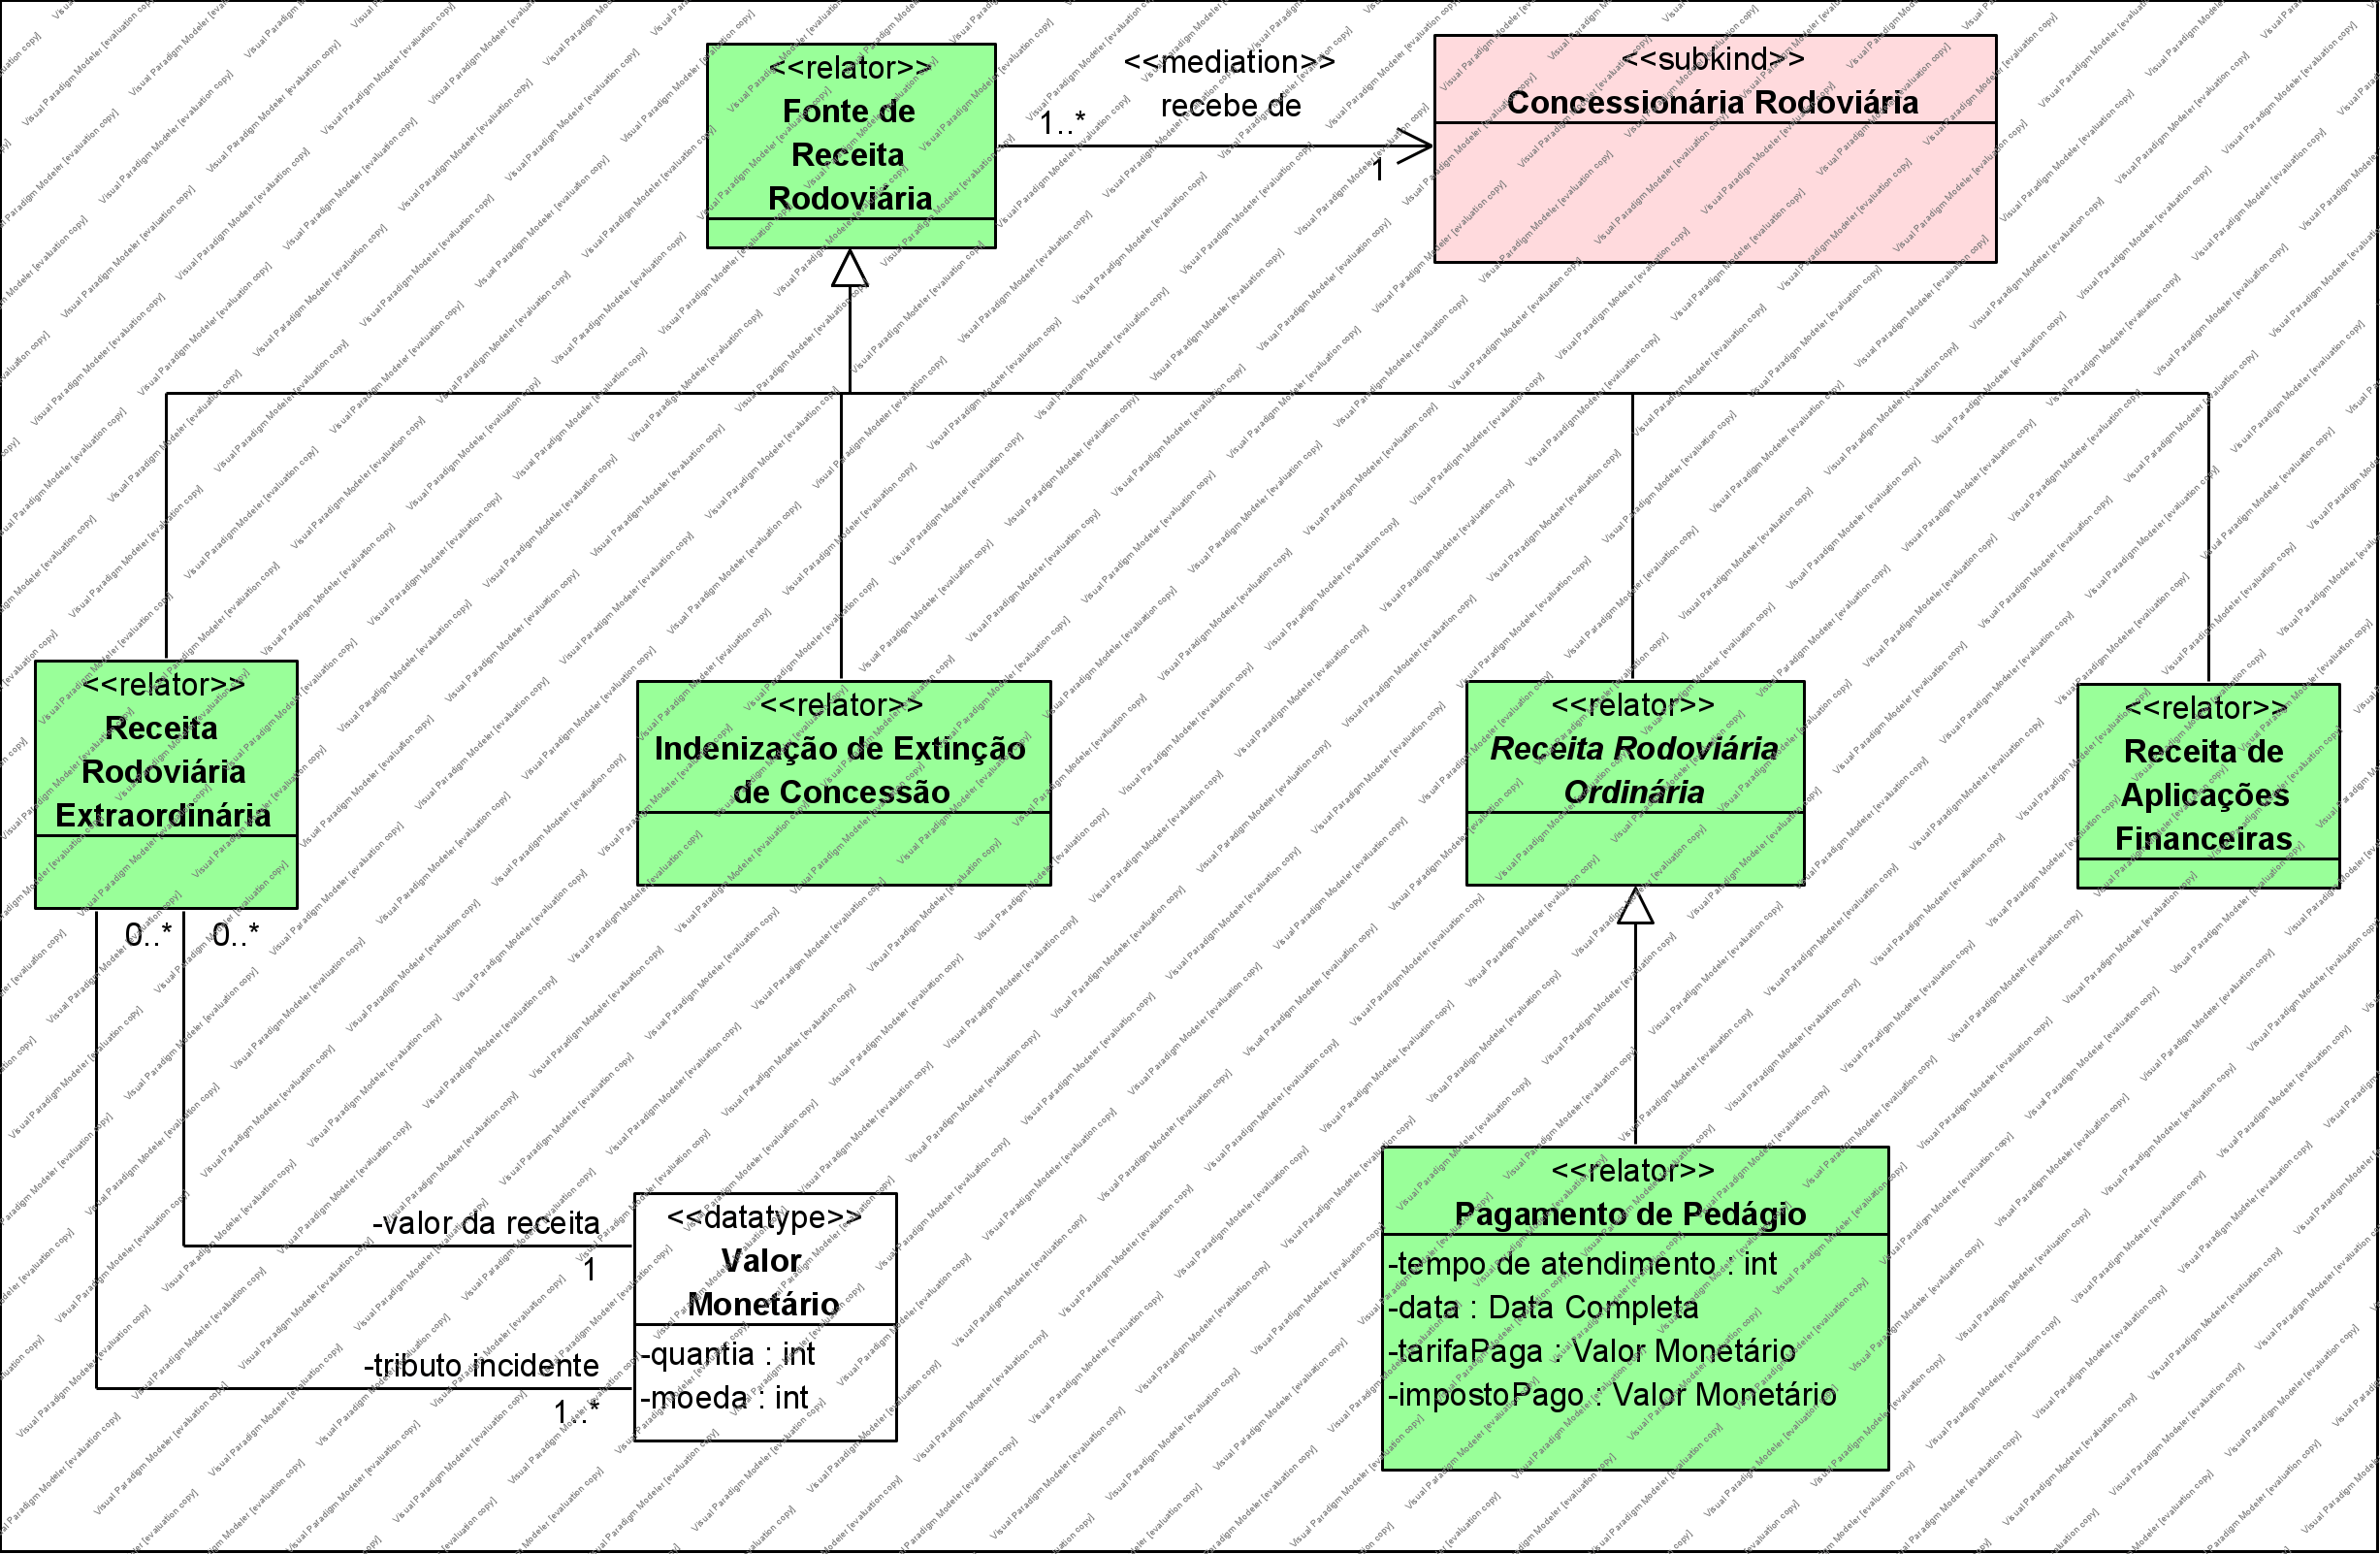 <<relator>>
Fonte de
Receita
Rodoviária
<<mediation>>
recebe de
1..*
1
<<subkind>>
Concessionária Rodoviária
<<relator>>
Receita
Rodoviária
Extraordinária
<<relator>>
Indenização de Extinção
de Concessão
<<relator>>
Receita Rodoviária
Ordinária
<<relator>>
Receita de
Aplicações
Financeiras
0..*
0..*
-valor da receita
1
-tributo incidente
1..*
<<datatype>>
Valor
Monetário
-quantia : int
-moeda : int
<<relator>>
Pagamento de Pedágio
-tempo de atendimento : int
-data : Data Completa
-tarifaPaga : Valor Monetário
-impostoPago : Valor Monetário
Visual Paradigm Modeler [evaluation copy]